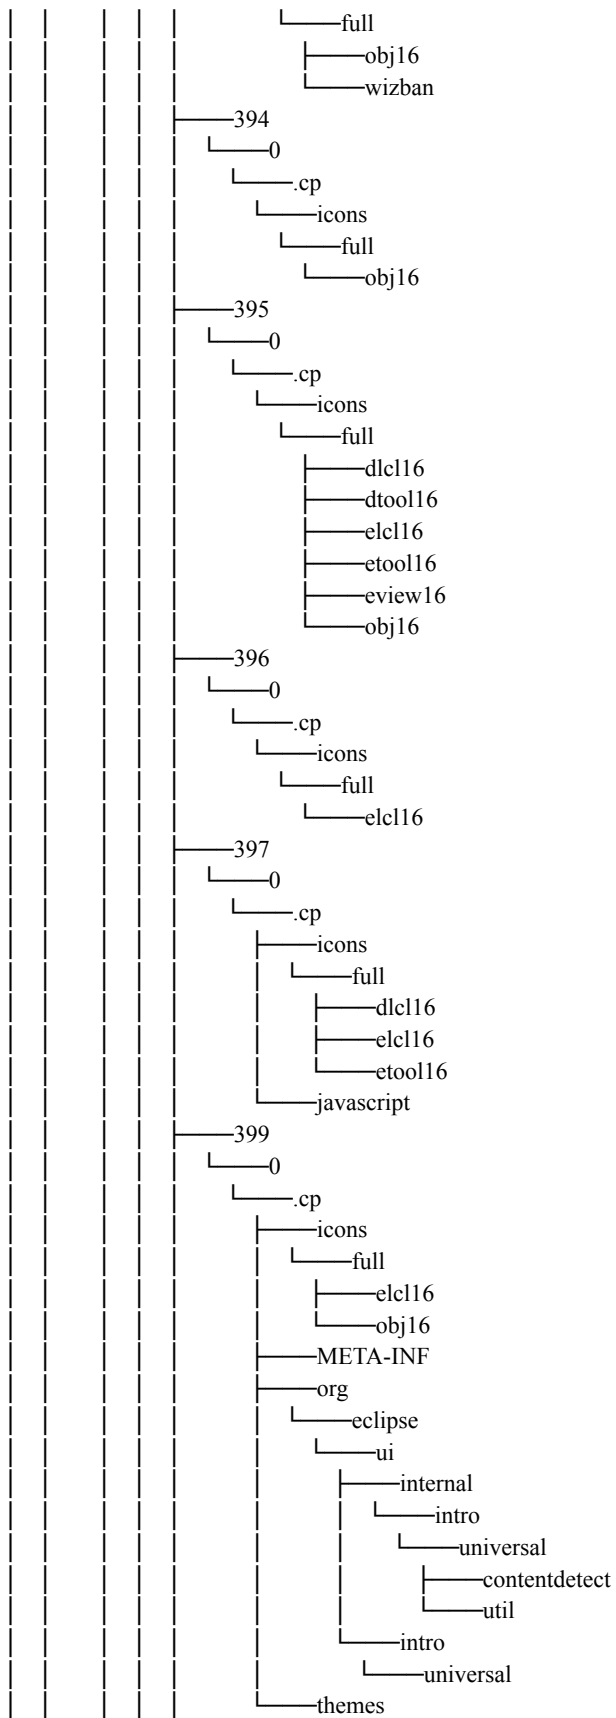 full
obj16
wizban
394
0
.cp
icons
full
obj16
395
0
.cp
icons
full
dlcl16
dtool16
elcl16
etool16
eview16
obj16
396
0
.cp
icons
full
elcl16
397
0
.cp
icons
full
dlcl16
elcl16
etool16
javascript
399
0
.cp
icons
full
elcl16
obj16
META-INF
org
eclipse
ui
internal
intro
universal
contentdetect
util
intro
universal
themes